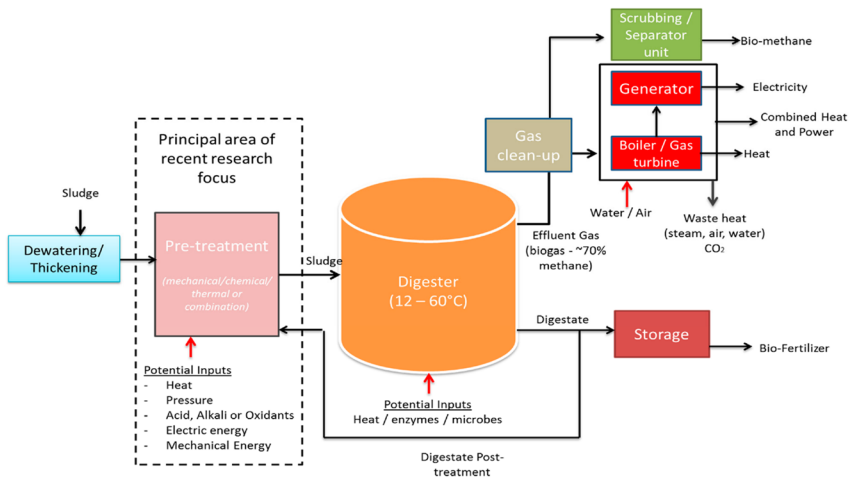 Scrubbing /
Separator
unit
Bio-methane
Generator
Electricity
Combined Heat
and Power
Boiler / Gas
turbine
Heat
Gas
clean-up
Water / Air
Waste heat
(steam, air, water)
CO₂
Principal area of
recent research
focus
Sludge
Dewatering/
Thickening
Pre-treatment
(mechanical/chemical/
thermal or
combination)
Sludge
Digester
(12 – 60°C)
Effluent Gas
(biogas - ~70%
methane)
Digestate
Storage
Bio-Fertilizer
Potential Inputs
- Heat
- Pressure
- Acid, Alkali or Oxidants
- Electric energy
- Mechanical Energy
Potential Inputs
Heat / enzymes / microbes
Digestate Post-
treatment